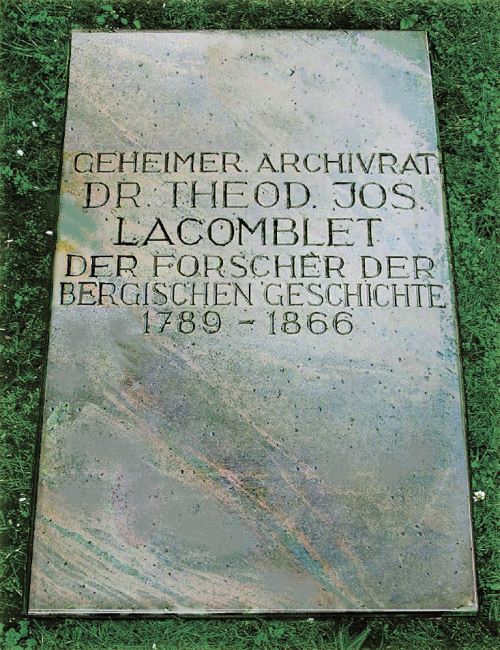 GEHEIMER. ARCHIVRAT
DR. THEOD. JOS.
LACOMBLET
DER FORSCHER DER
BERGISCHEN GESCHICHTE
1789 - 1866